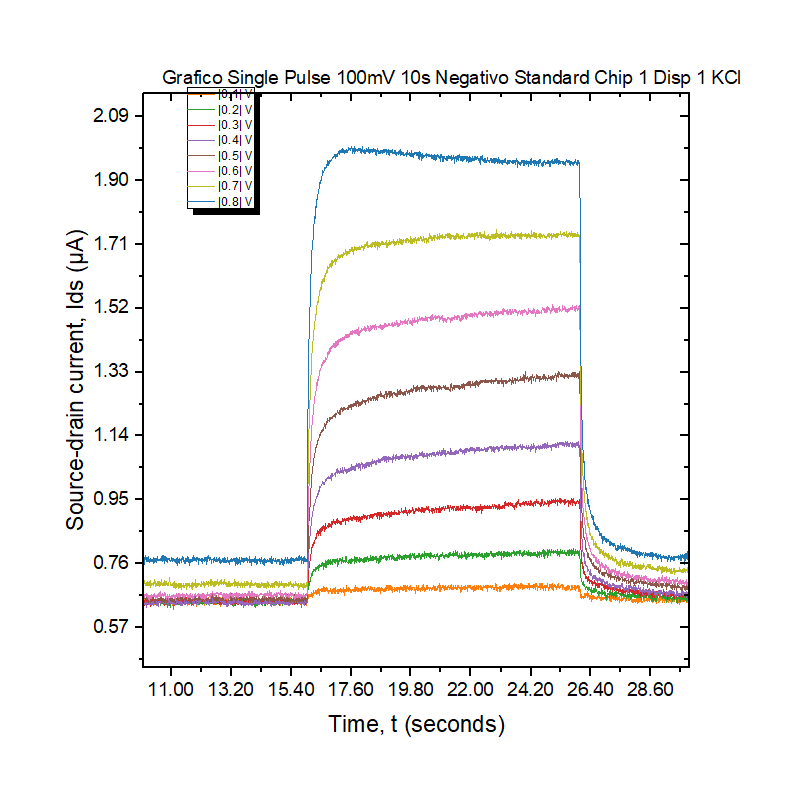 Grafico Single Pulse 100mV 10s Negativo Standard Chip 1 Disp 1 KCl
|0.1| V
|0.2| V
|0.3| V
|0.4| V
|0.5| V
|0.6| V
|0.7| V
|0.8| V
2.09
1.90
1.71
1.52
1.33
1.14
0.95
0.76
0.57
Source-drain current, Ids (μA)
11.00 13.20 15.40 17.60 19.80 22.00 24.20 26.40 28.60
Time, t (seconds)